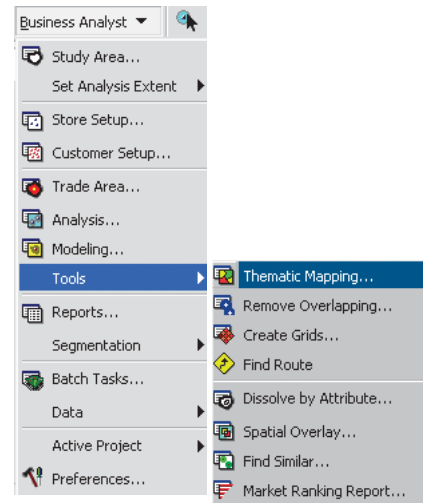 Business Analyst
Study Area...
Set Analysis Extent
Store Setup...
Customer Setup...
Trade Area...
Analysis...
Modeling...
Tools
Reports...
Segmentation
Batch Tasks...
Data
Active Project
Preferences...
Thematic Mapping...
Remove Overlapping...
Create Grids...
Find Route
Dissolve by Attribute...
Spatial Overlay...
Find Similar...
Market Ranking Report...